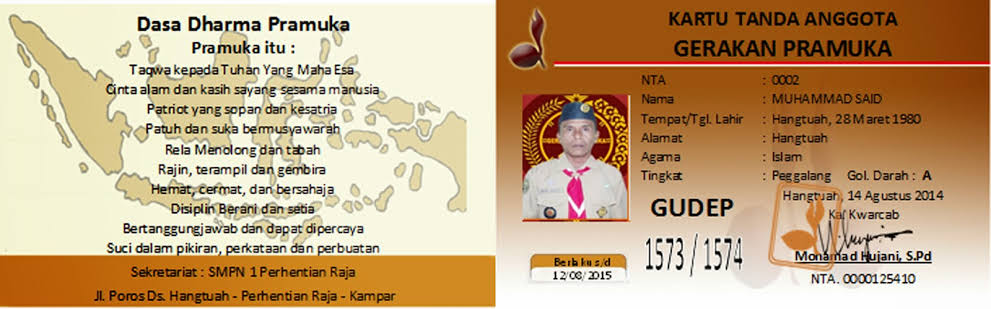 Dasa Dharma Pramuka
Pramuka itu :
Taqwa kepada Tuhan Yang Maha Esa
Cinta alam dan kasih sayang sesama manusia
Patriot yang sopan dan kesatria
Patuh dan suka bermusyawarah
Rela Menolong dan tabah
Rajin, terampil dan gembira
Hemat, cermat, dan bersahaja
Disiplin Berani dan setia
Bertanggungjawab dan dapat dipercaya
Suci dalam pikiran, perkataan dan perbuatan
Sekretariat : SMPN 1 Perhentian Raja
Jl. Poros Ds. Hangtuah - Perhentian Raja - Kampar
KARTU TANDA ANGGOTA
GERAKAN PRAMUKA
NTA : 0002
Nama : MUHAMMAD SAID
Tempat/Tgl. Lahir : Hangtuah, 28 Maret 1980
Alamat : Hangtuah
Agama : Islam
Tingkat : Peggalang Gol. Darah : A
Hangtuah, 14 Agustus 2014
Ka. Kwarcab
GUDEP
1573 / 1574
Berlaku s/d
12/08/2015
Mohamad Hujani, S.Pd
NTA. 0000125410